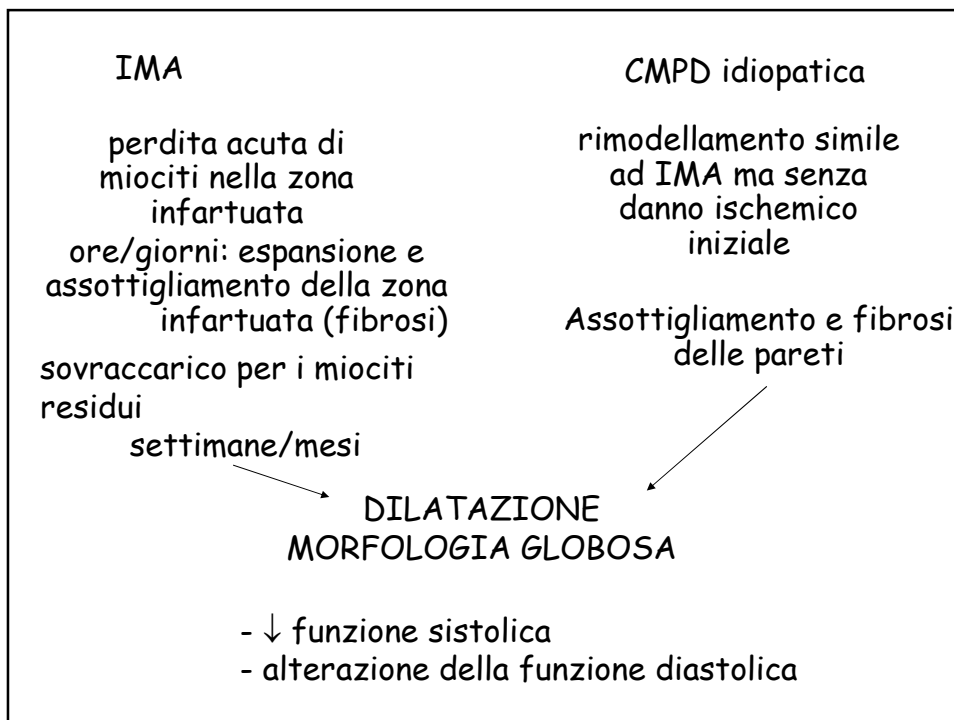 IMA
perdita acuta di
miociti nella zona
infartuata
ore/giorni: espansione e
assottigliamento della zona
infartuata (fibrosi)
sovraccarico per i miociti
residui
settimane/mesi
CMPD idiopatica
rimodellamento simile
ad IMA ma senza
danno ischemico
iniziale
Assottigliamento e fibrosi
delle pareti
DILATAZIONE
MORFOLOGIA GLOBOSA
- ↓ funzione sistolica
- alterazione della funzione diastolica